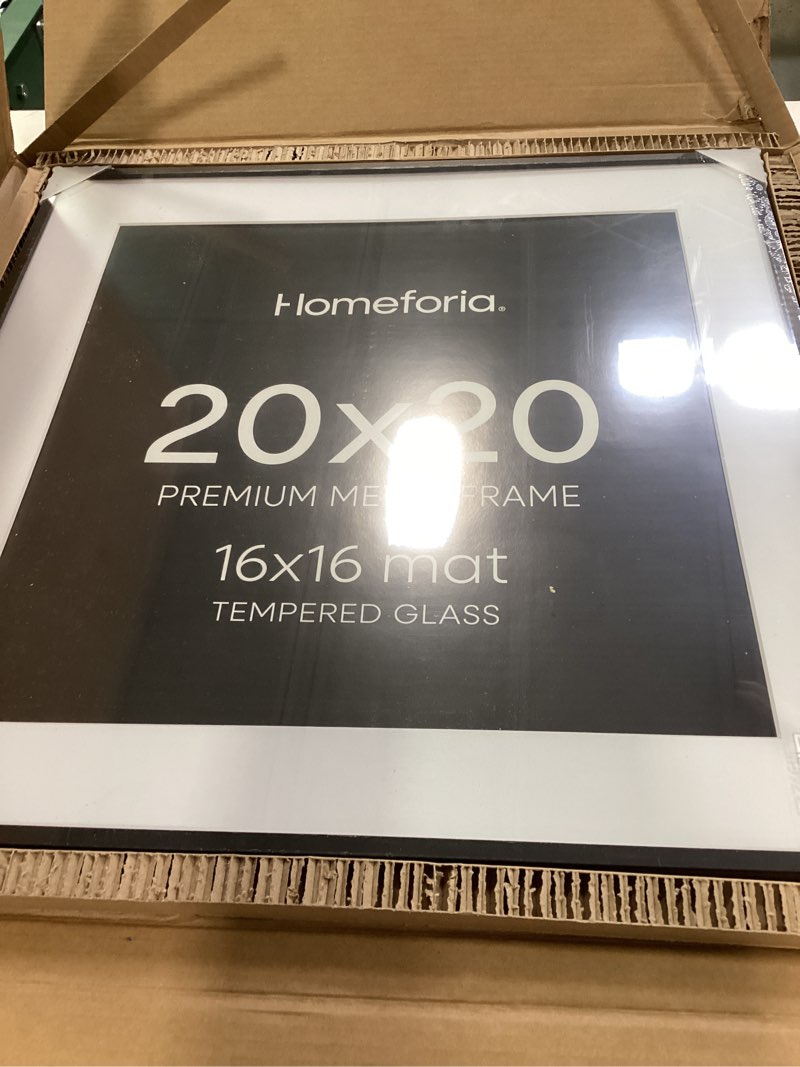 Homeforia®
20x20
PREMIUM FRAME
16x16 mat
TEMPERED GLASS